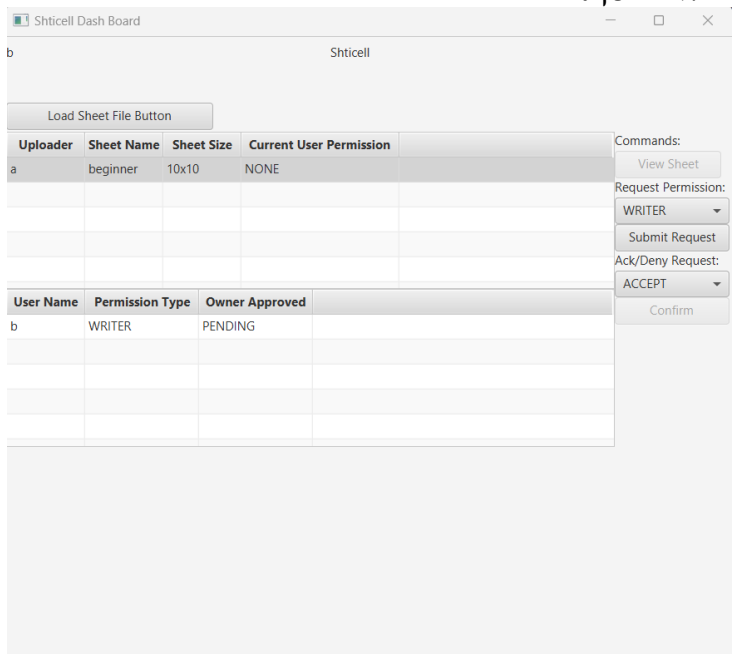 Shticell Dash Board
b Shticell
Load Sheet File Button
Uploader Sheet Name Sheet Size Current User Permission
a beginner 10x10 NONE
Commands:
View Sheet
Request Permission:
WRITER
Submit Request
Ack/Deny Request:
ACCEPT
Confirm
User Name Permission Type Owner Approved
b WRITER PENDING